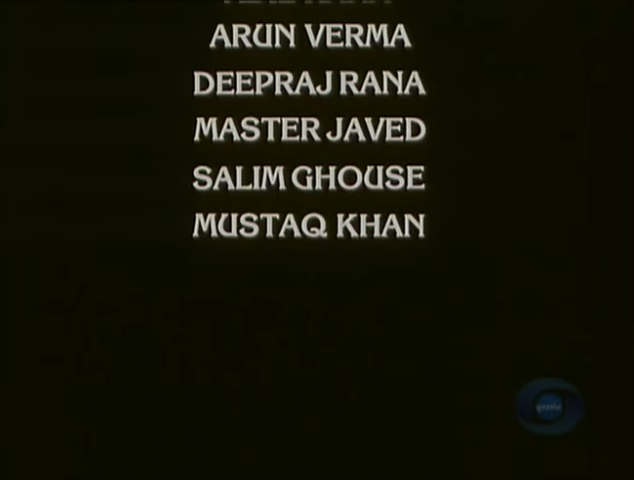 ARUN VERMA
DEEPRAJ RANA
MASTER JAVED
SALIM GHOUSE
MUSTAQ KHAN